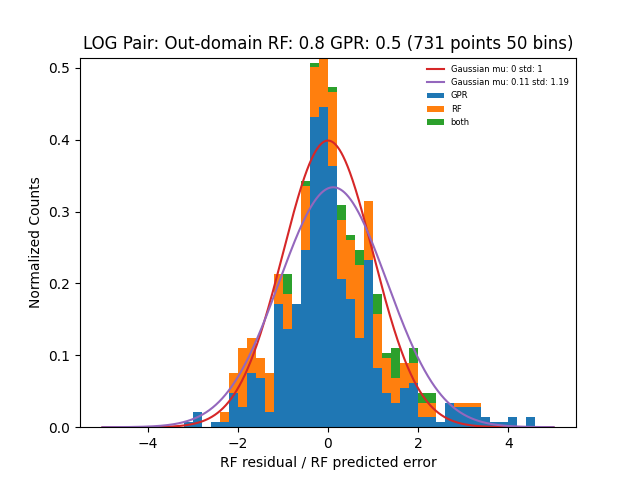 LOG Pair: Out-domain RF: 0.8 GPR: 0.5 (731 points 50 bins)
Gaussian mu: 0 std: 1
Gaussian mu: 0.11 std: 1.19
GPR
RF
both
Normalized Counts
0.5
0.4
0.3
0.2
0.1
0.0
−4
−2
0
2
4
RF residual / RF predicted error